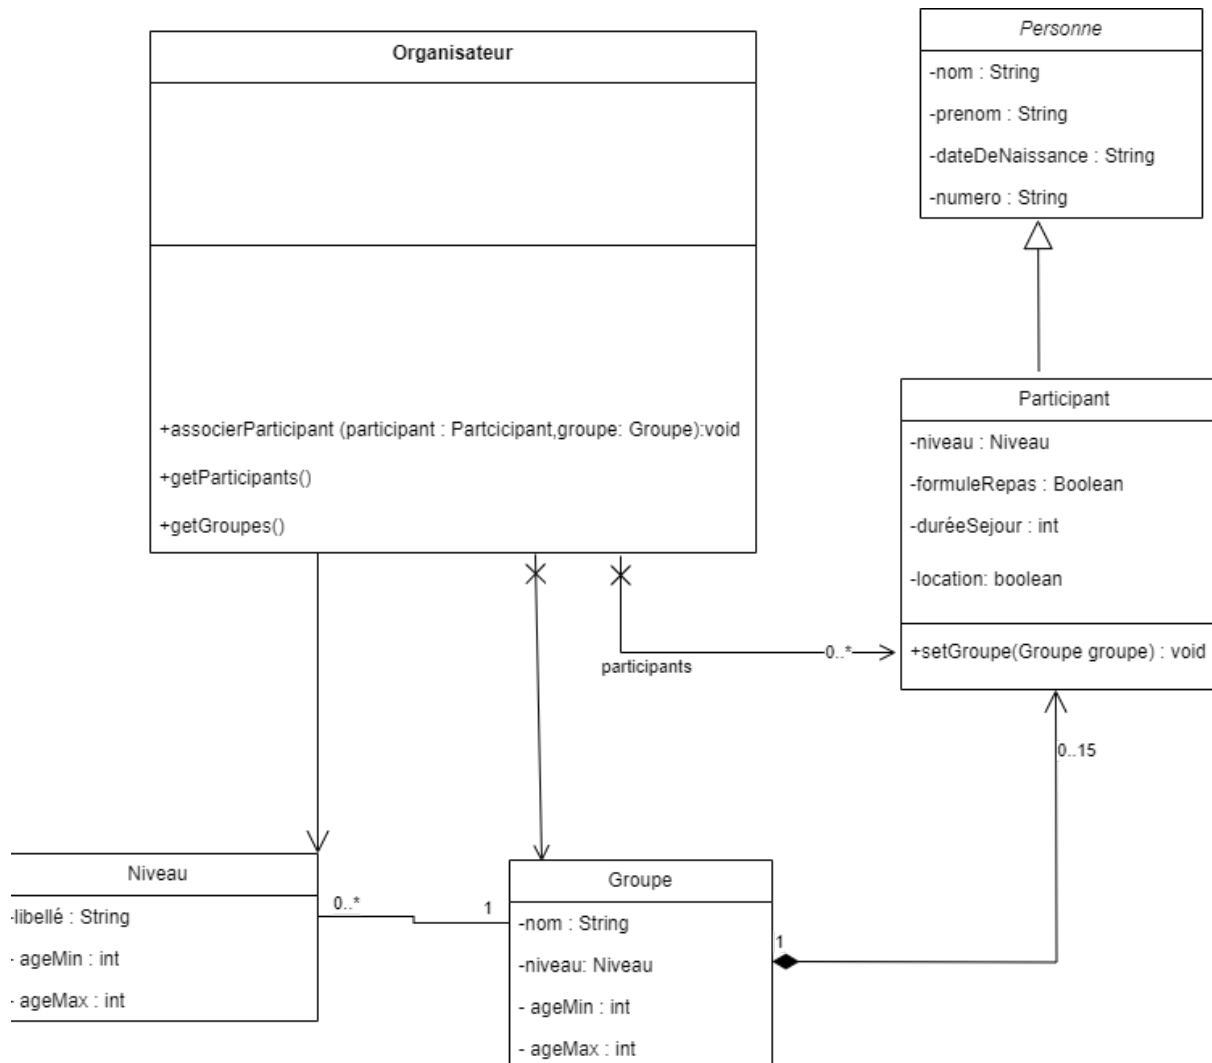 Organisateur
+associerParticipant (participant : Partcicipant,groupe: Groupe):void
+getParticipants()
+getGroupes()
Personne
-nom : String
-prenom : String
-dateDeNaissance : String
-numero : String
Participant
-niveau : Niveau
-formuleRepas : Boolean
-duréeSejour : int
-location: boolean
+setGroupe(Groupe groupe) : void
participants
0..*
0..15
Niveau
-libellé : String
- ageMin : int
- ageMax : int
0..*
1
Groupe
-nom : String
-niveau: Niveau
- ageMin : int
- ageMax : int
1